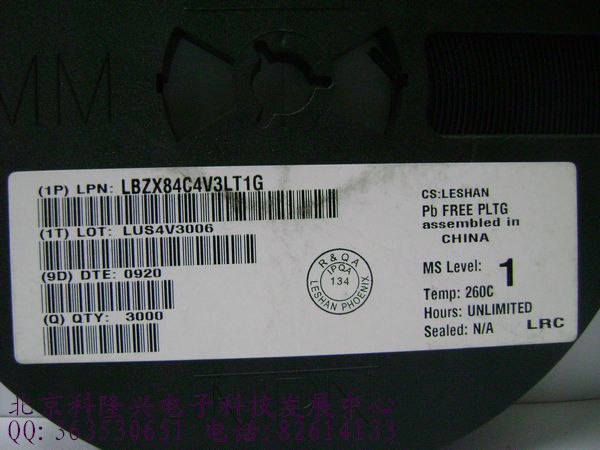 MM
(1P) LPN: LBZX84C4V3LT1G
(1T) LOT: LUS4V3006
(9D) DTE: 0920
(Q) QTY: 3000
R & QA
IPQA
134
LESHAN PHOENIX
CS:LESHAN
Pb FREE PLTG
assembled in
CHINA
MS Level: 1
Temp: 260C
Hours: UNLIMITED
Sealed: N/A
LRC
北京科隆兴电子科技发展中心
QQ: 363530651 电话:82614133